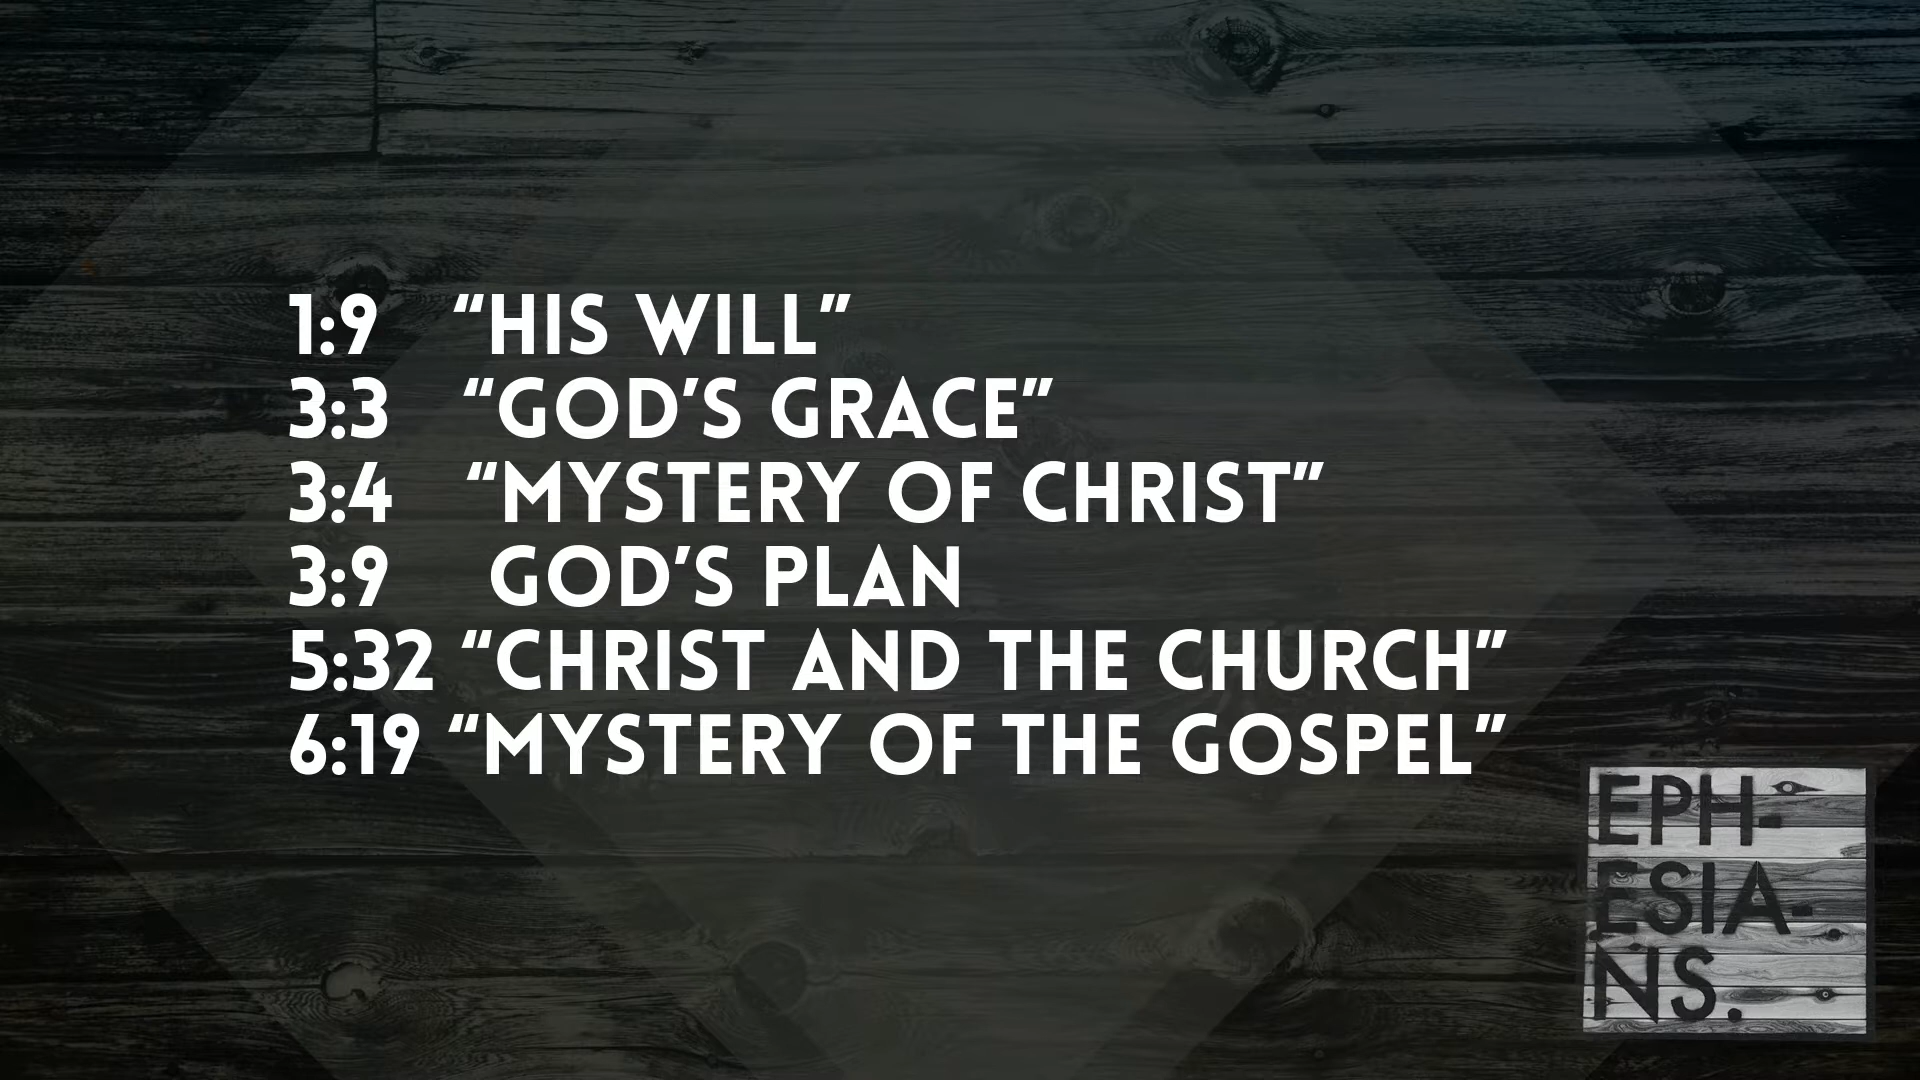 1:9 “HIS WILL”
3:3 “GOD’S GRACE”
3:4 “MYSTERY OF CHRIST”
3:9 GOD’S PLAN
5:32 “CHRIST AND THE CHURCH”
6:19 “MYSTERY OF THE GOSPEL”
EPH-
ESIA-
NS.